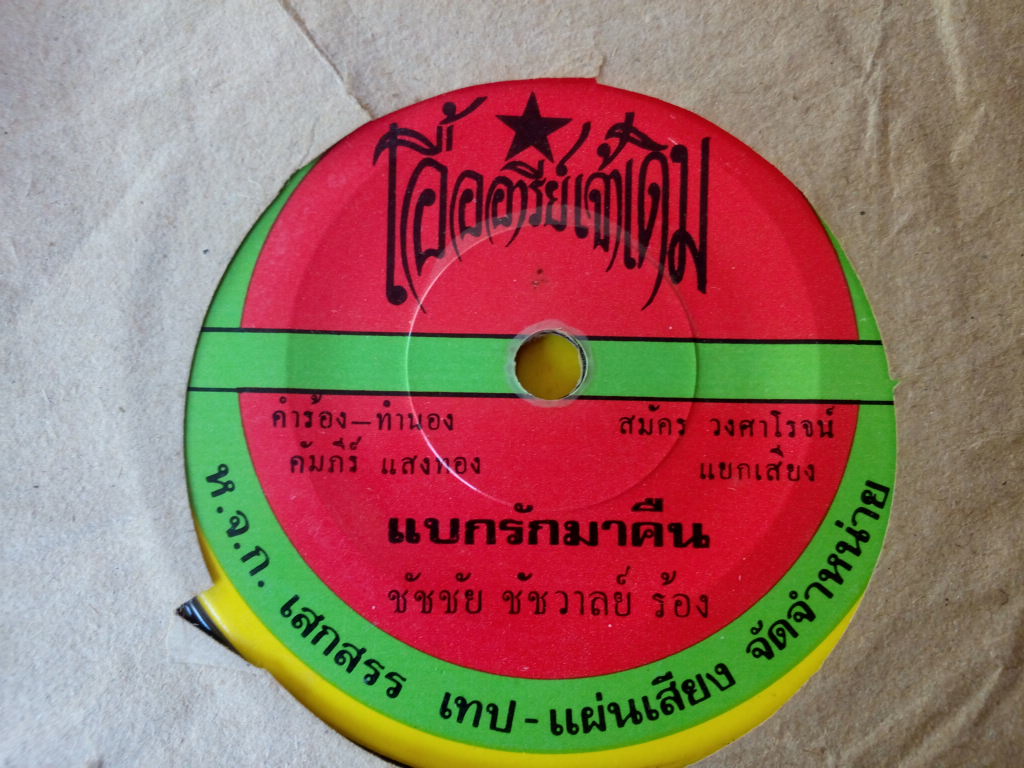 โอื้ออารีย์เจ้าเดิม
คำร้อง–ทำนอง
คัมภีร์ แสงทอง
สมัคร วงศาโรจน์
แยกเสียง
แบกรักมาคืน
ชัชชัย ชัชวาลย์ ร้อง
ห.จ.ก. เสกสรร เทป-แผ่นเสียง จัดจำหน่าย